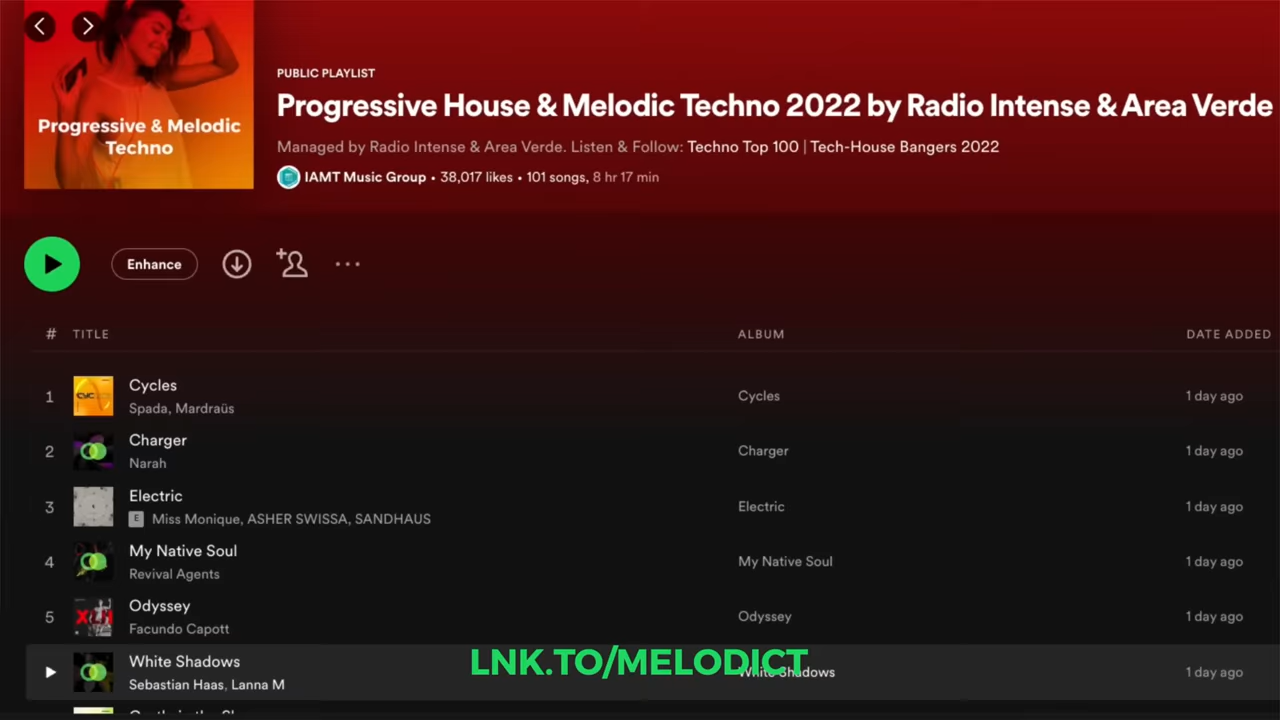 Progressive & Melodic
Techno
PUBLIC PLAYLIST
Progressive House & Melodic Techno 2022 by Radio Intense & Area Verde
Managed by Radio Intense & Area Verde. Listen & Follow: Techno Top 100 | Tech-House Bangers 2022
IAMT Music Group • 38,017 likes • 101 songs, 8 hr 17 min
Enhance
# TITLE ALBUM DATE ADDED
1 Cycles Cycles 1 day ago
Spada, Mardraüs
2 Charger Charger 1 day ago
Narah
3 Electric Electric 1 day ago
E Miss Monique, ASHER SWISSA, SANDHAUS
4 My Native Soul My Native Soul 1 day ago
Revival Agents
5 Odyssey Odyssey 1 day ago
Facundo Capott
White Shadows White Shadows 1 day ago
Sebastian Haas, Lanna M
LNK.TO/MELODICT